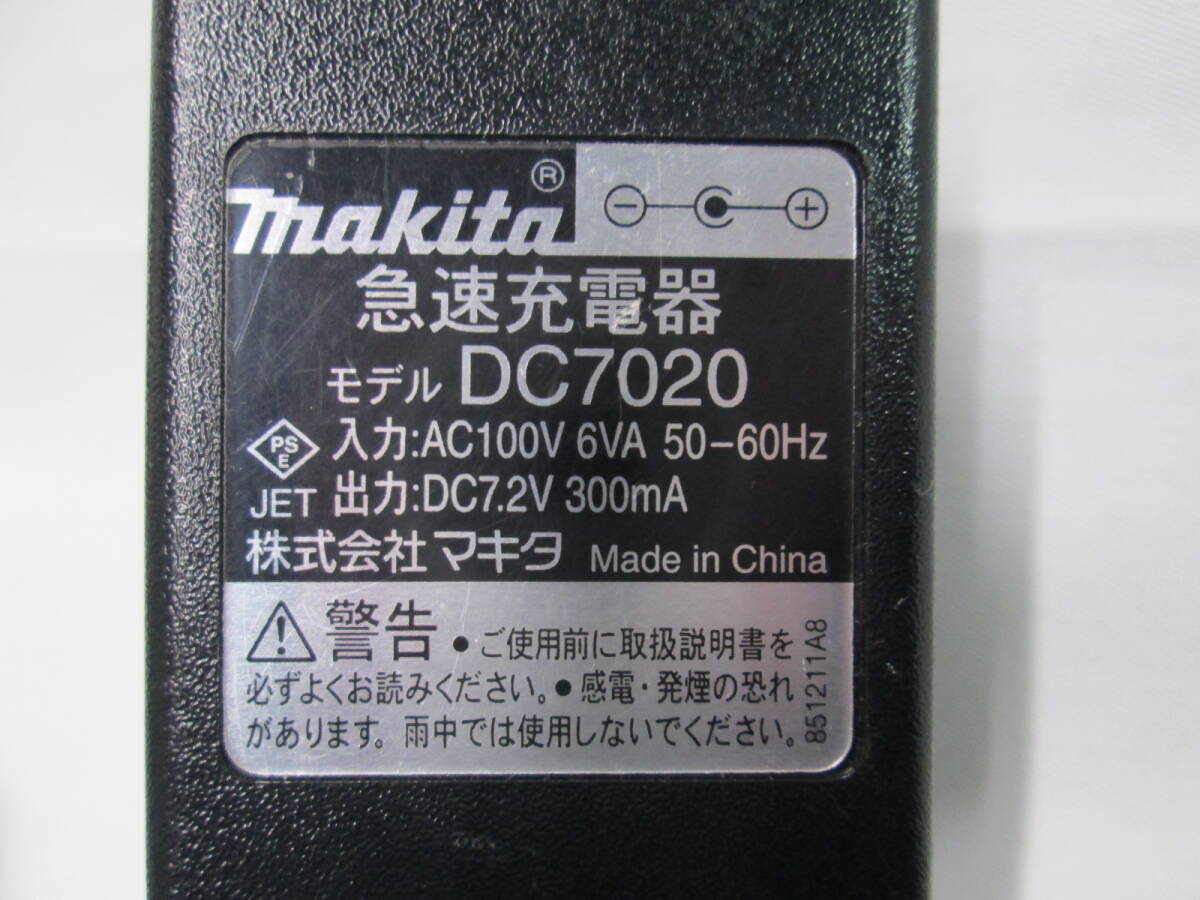 makita®
急速充電器
モデル DC7020
PS E JET
入力:AC100V 6VA 50-60Hz
出力:DC7.2V 300mA
株式会社マキタ Made in China
警告 ●ご使用前に取扱説明書を
必ずよくお読みください。●感電・発煙の恐れ
があります。雨中では使用しないでください。
851211A8